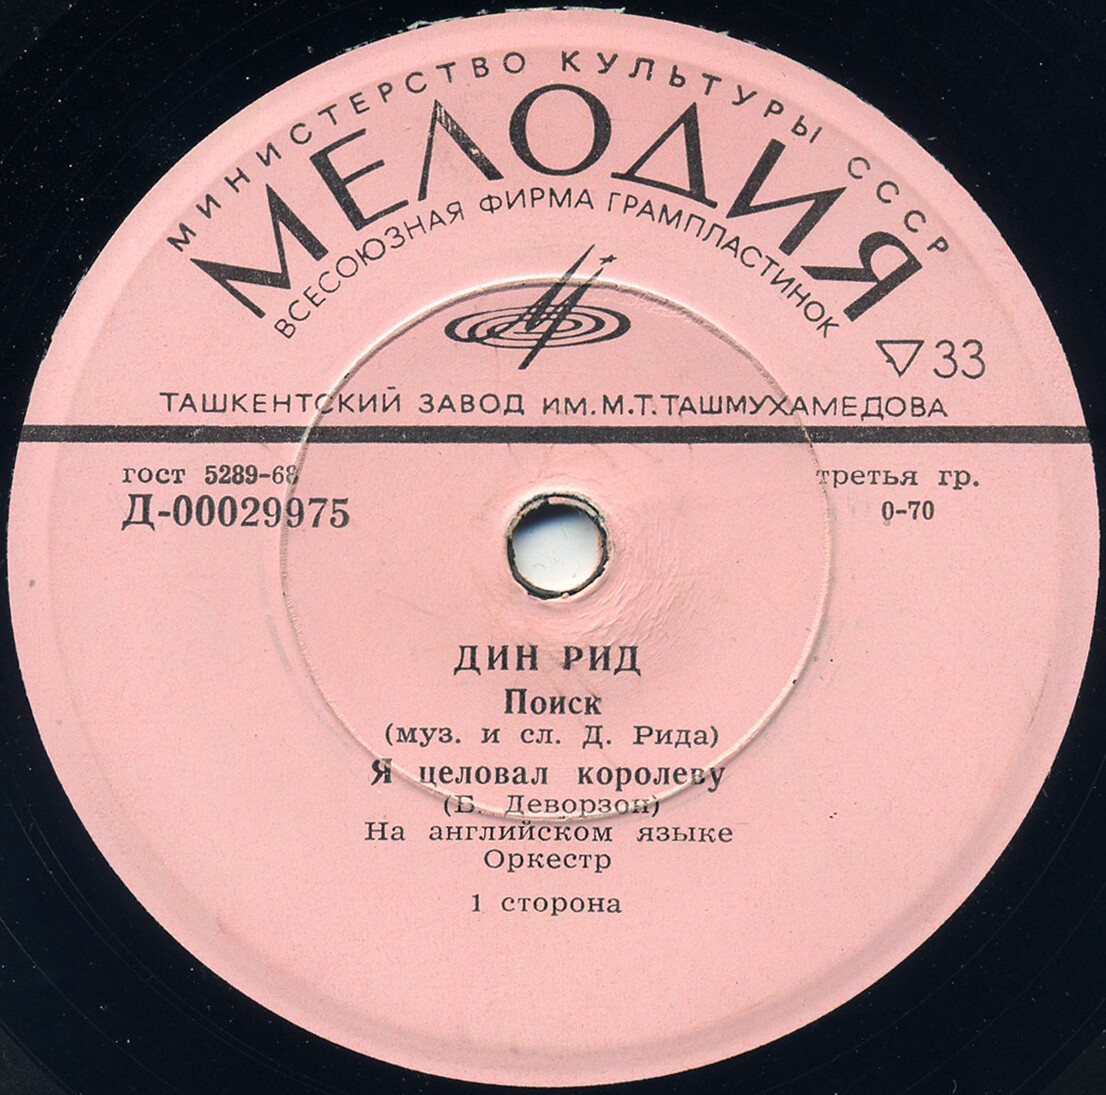 МИНИСТЕРСТВО КУЛЬТУРЫ СССР
МЕЛОДИЯ
ВСЕСОЮЗНАЯ ФИРМА ГРАМПЛАСТИНОК
33
ТАШКЕНТСКИЙ ЗАВОД ИМ. М.Т. ТАШМУХАМЕДОВА
гост 5289-68
третья гр.
Д-00029975
0-70
ДИН РИД
Поиск
(муз. и сл. Д. Рида)
Я целовал королеву
(Б. Деворзон)
На английском языке
Оркестр
1 сторона